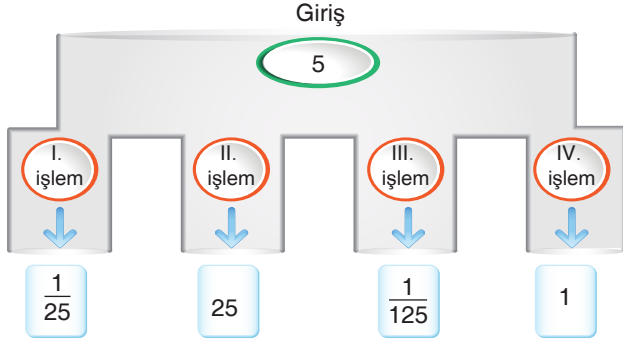 Giriş
5
I. II. III. IV.
işlem işlem işlem işlem
1/25 25 1/125 1